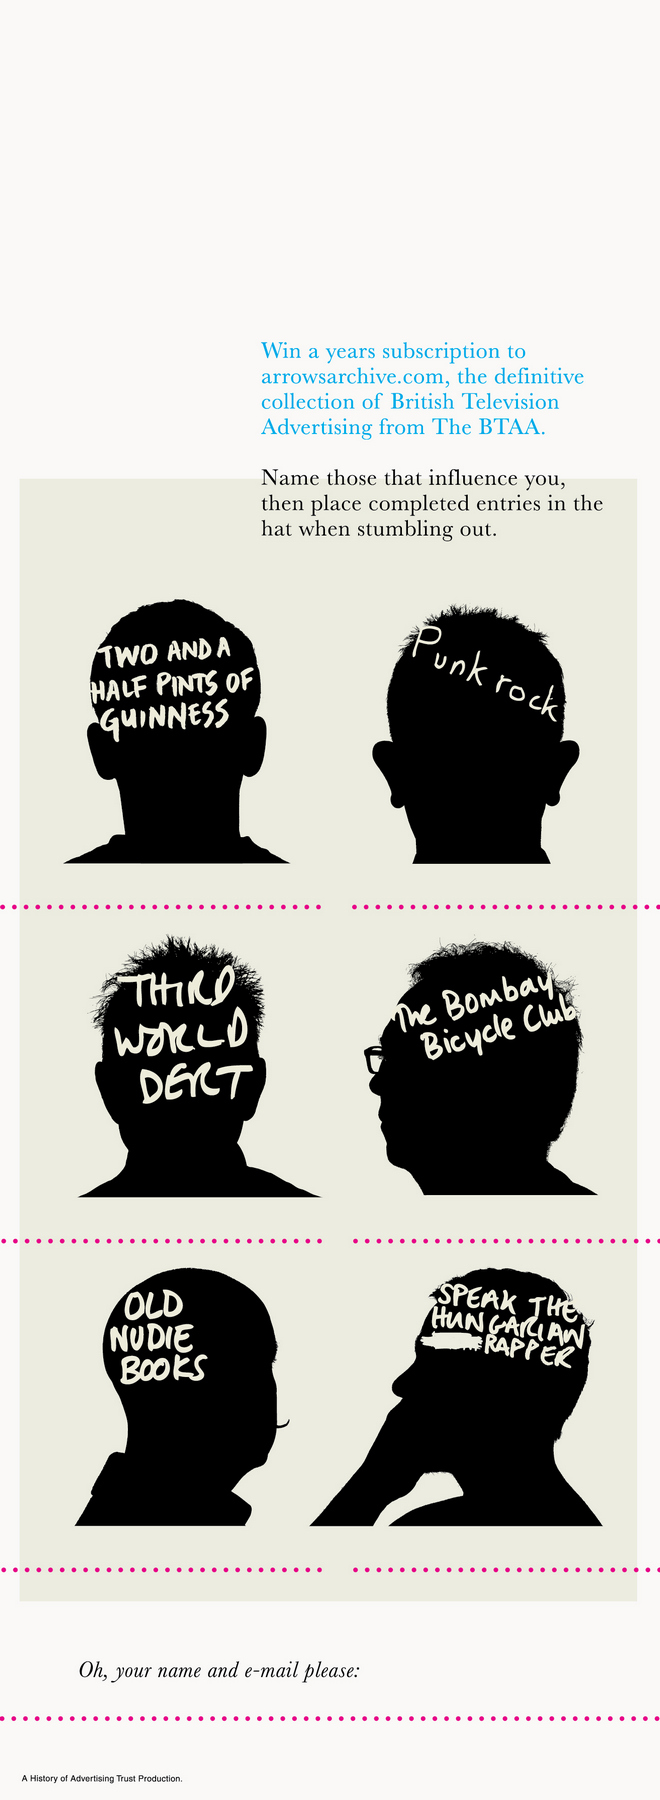 Win a years subscription to
arrowsarchive.com, the definitive
collection of British Television
Advertising from The BTAA.
Name those that influence you,
then place completed entries in the
hat when stumbling out.
TWO AND A
HALF PINTS OF
GUINNESS
Punk rock
THIRD
WORLD
DERT
The Bombay
Bicycle Club
OLD
NUDIE
BOOKS
SPEAK THE
HUNGARIAN
RAPPER
Oh, your name and e-mail please:
A History of Advertising Trust Production.